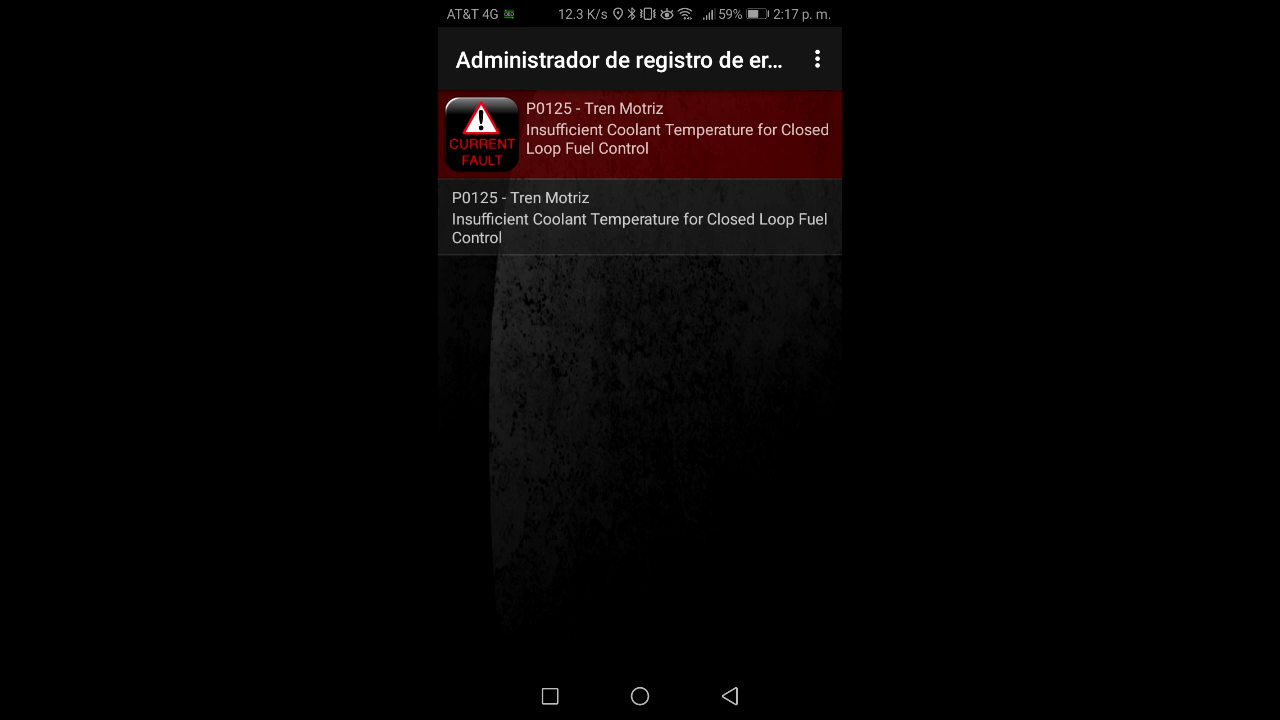 AT&T 4G 12.3 K/s 59% 2:17 p. m.
Administrador de registro de er...
P0125 - Tren Motriz
Insufficient Coolant Temperature for Closed
Loop Fuel Control
CURRENT
FAULT
P0125 - Tren Motriz
Insufficient Coolant Temperature for Closed Loop Fuel
Control